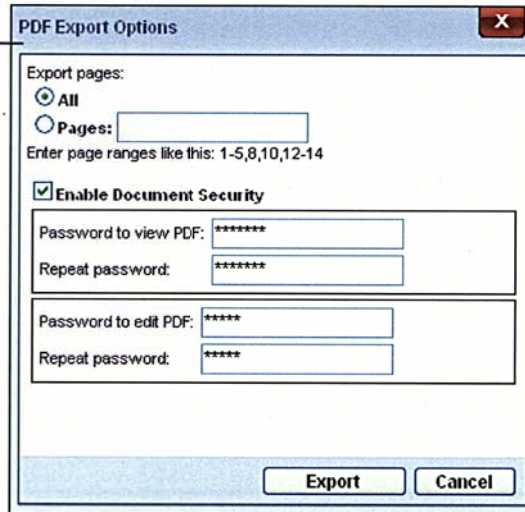 PDF Export Options
X
Export pages:
All
Pages:
Enter page ranges like this: 1-5,8,10,12-14
Enable Document Security
Password to view PDF: *******
Repeat password: *******
Password to edit PDF: *****
Repeat password: *****
Export Cancel